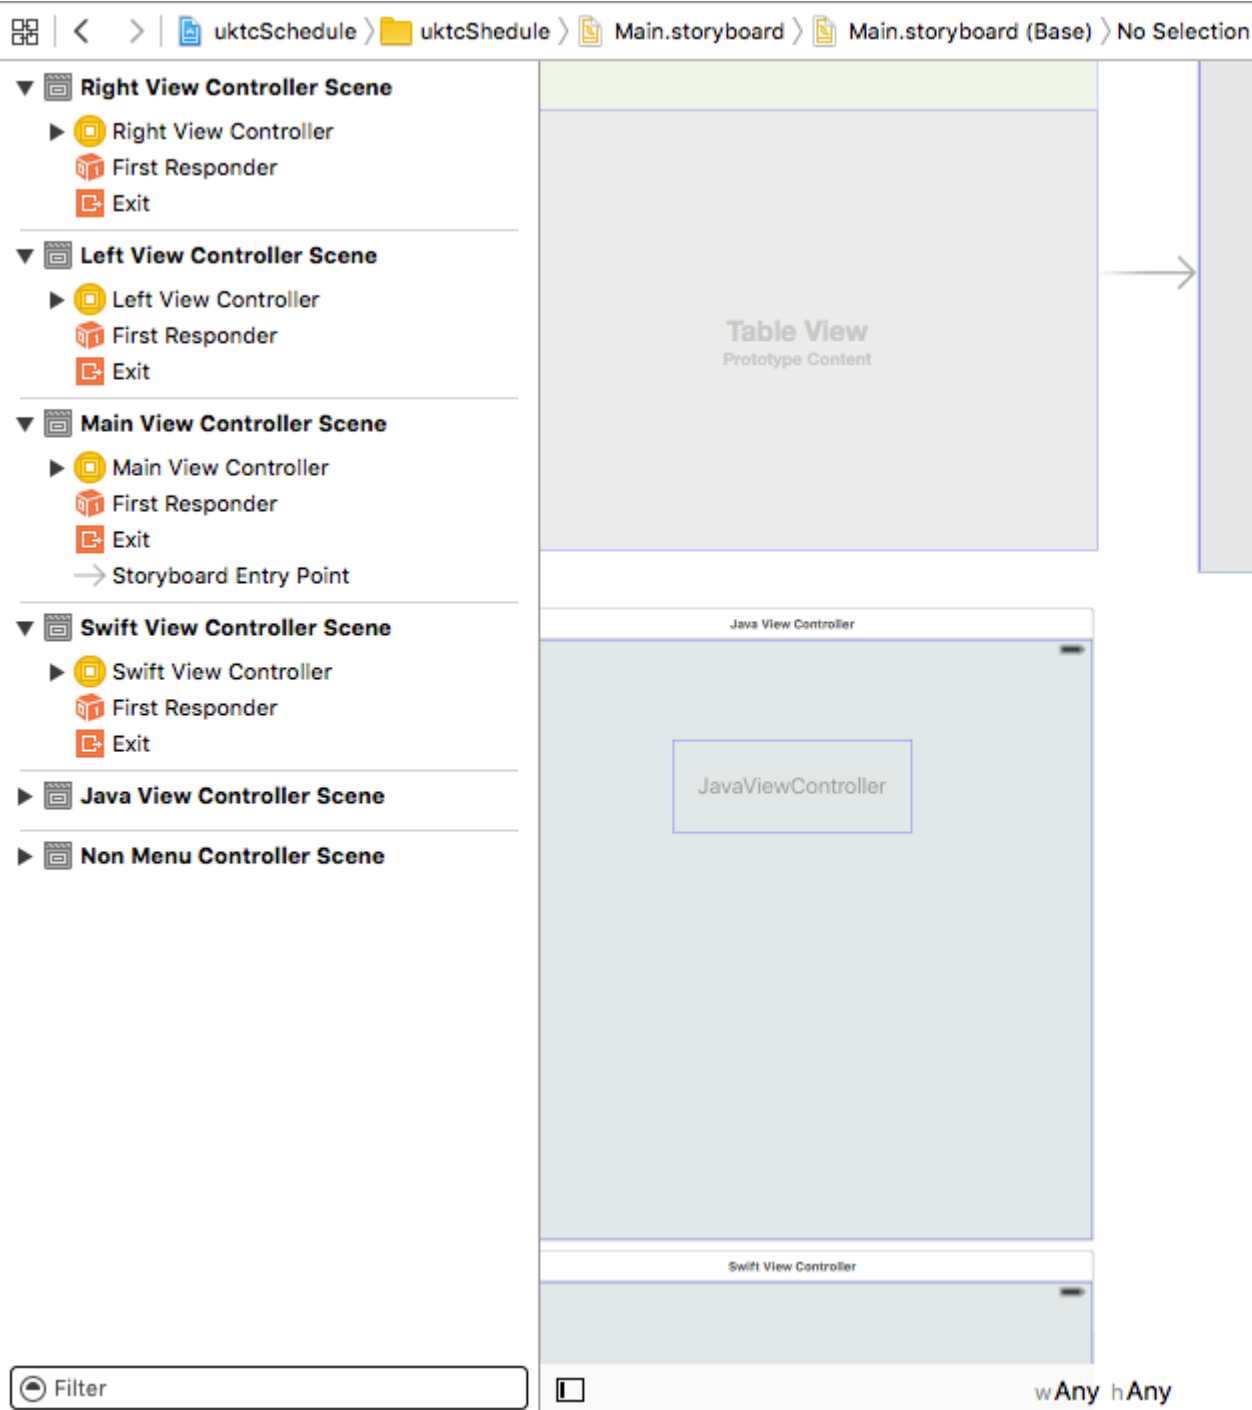 uktcSchedule uktcShedule Main.storyboard Main.storyboard (Base) No Selection
Right View Controller Scene
Right View Controller
First Responder
Exit
Left View Controller Scene
Left View Controller
First Responder
Exit
Main View Controller Scene
Main View Controller
First Responder
Exit
Storyboard Entry Point
Swift View Controller Scene
Swift View Controller
First Responder
Exit
Java View Controller Scene
Non Menu Controller Scene
Filter
Table View
Prototype Content
Java View Controller
JavaViewController
Swift View Controller
wAny hAny